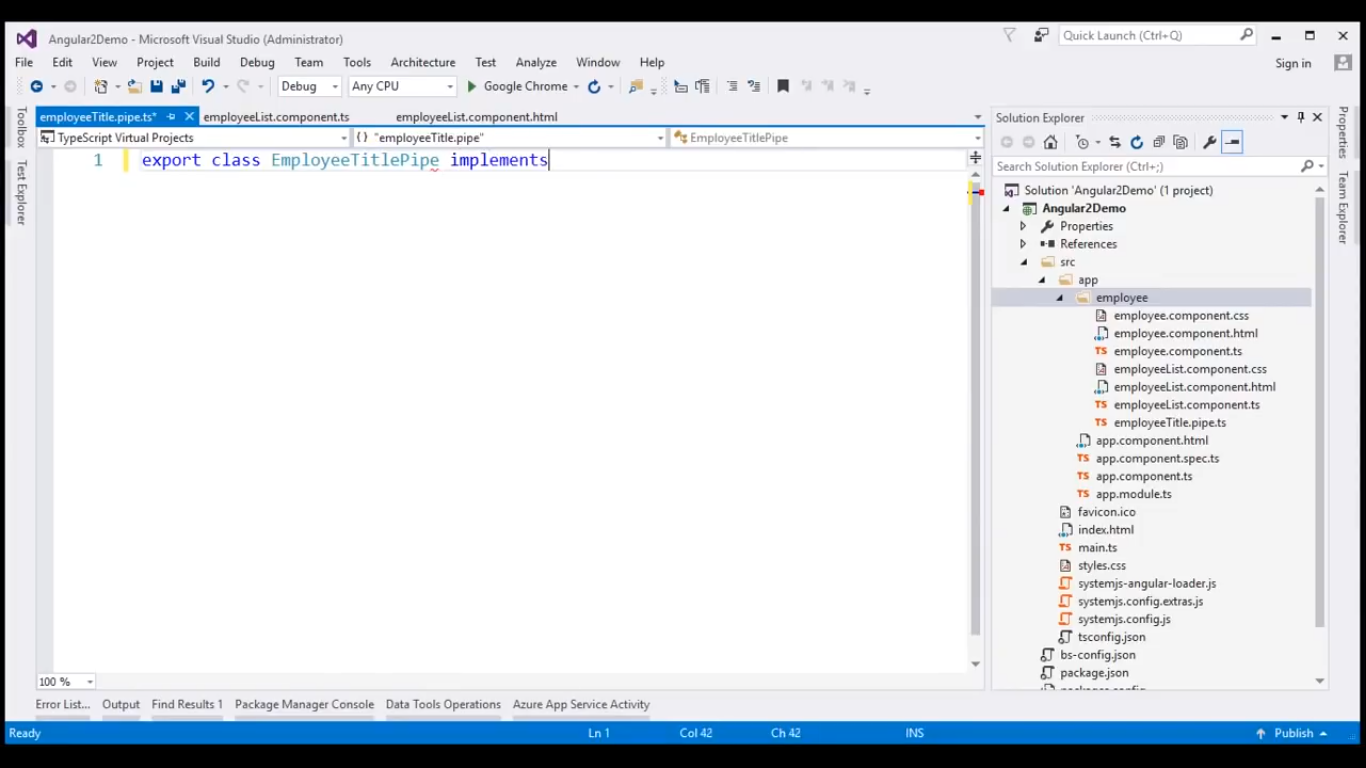 Angular2Demo - Microsoft Visual Studio (Administrator)
Quick Launch (Ctrl+Q)
File Edit View Project Build Debug Team Tools Architecture Test Analyze Window Help
Sign in
Debug Any CPU Google Chrome
Toolbox
Test Explorer
employeeTitle.pipe.ts* employeeList.component.ts employeeList.component.html
TypeScript Virtual Projects {} "employeeTitle.pipe" EmployeeTitlePipe
1 export class EmployeeTitlePipe implements
100 %
Solution Explorer
Search Solution Explorer (Ctrl+;)
Solution 'Angular2Demo' (1 project)
Angular2Demo
Properties
References
src
app
employee
employee.component.css
employee.component.html
TS employee.component.ts
employeeList.component.css
employeeList.component.html
TS employeeList.component.ts
TS employeeTitle.pipe.ts
app.component.html
TS app.component.spec.ts
TS app.component.ts
TS app.module.ts
favicon.ico
index.html
TS main.ts
styles.css
systemjs-angular-loader.js
systemjs.config.extras.js
systemjs.config.js
tsconfig.json
bs-config.json
package.json
Properties
Team Explorer
Error List... Output Find Results 1 Package Manager Console Data Tools Operations Azure App Service Activity
Ready Ln 1 Col 42 Ch 42 INS Publish